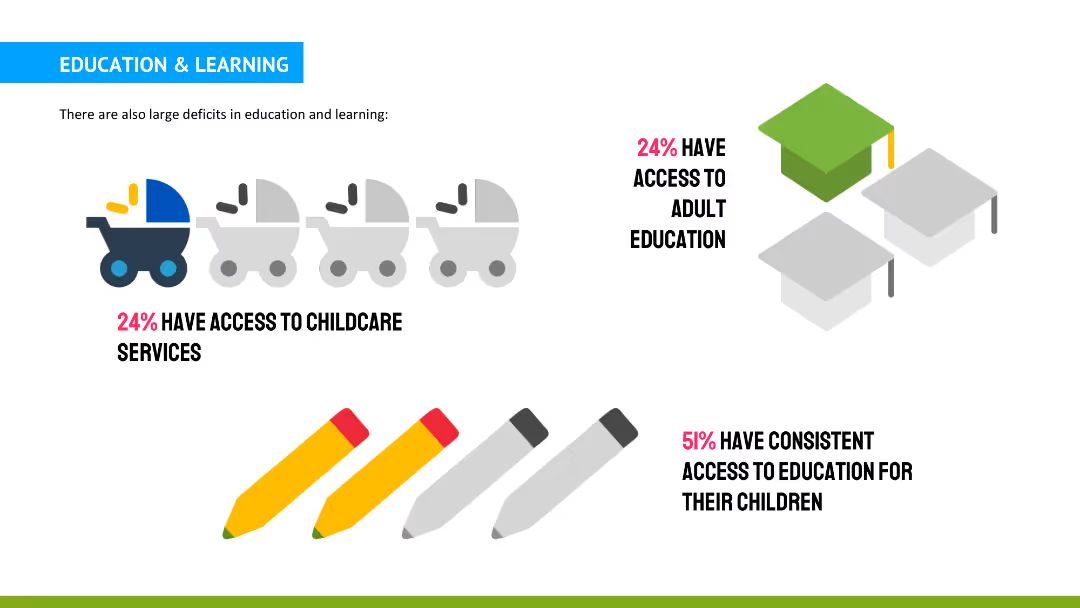 EDUCATION & LEARNING
There are also large deficits in education and learning:
24% HAVE
ACCESS TO
ADULT
EDUCATION
24% HAVE ACCESS TO CHILDCARE
SERVICES
51% HAVE CONSISTENT
ACCESS TO EDUCATION FOR
THEIR CHILDREN